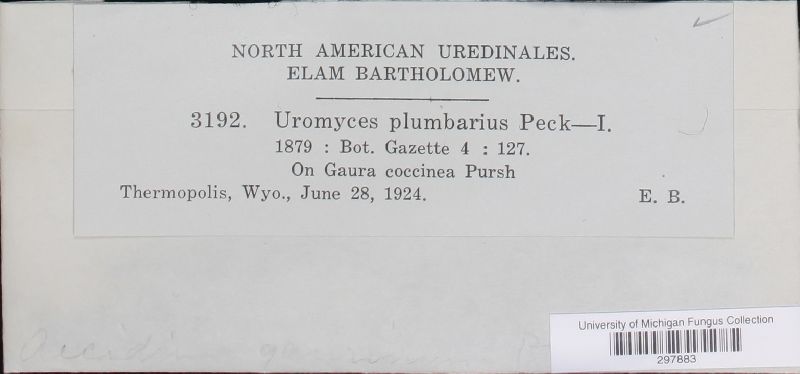 NORTH AMERICAN UREDINALES.
ELAM BARTHOLOMEW.
3192. Uromyces plumbarius Peck—I.
1879 : Bot. Gazette 4 : 127.
On Gaura coccinea Pursh
Thermopolis, Wyo., June 28, 1924. E. B.
University of Michigan Fungus Collection
297883